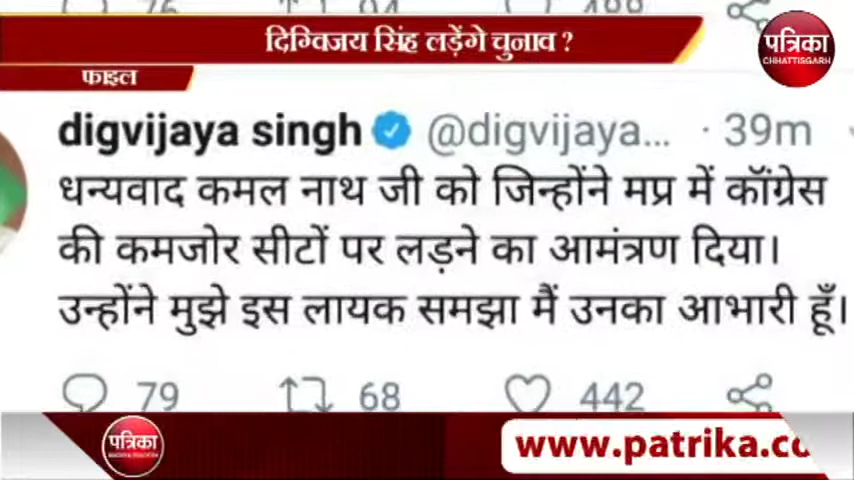 दिग्विजय सिंह लड़ेंगे चुनाव ?
पत्रिका
CHHATTISGARH
फाइल
digvijaya singh @digvijaya... · 39m
धन्यवाद कमल नाथ जी को जिन्होंने मप्र में कॉंग्रेस
की कमजोर सीटों पर लड़ने का आमंत्रण दिया।
उन्होंने मुझे इस लायक समझा मैं उनका आभारी हूँ।
79 68 442
पत्रिका
www.patrika.co